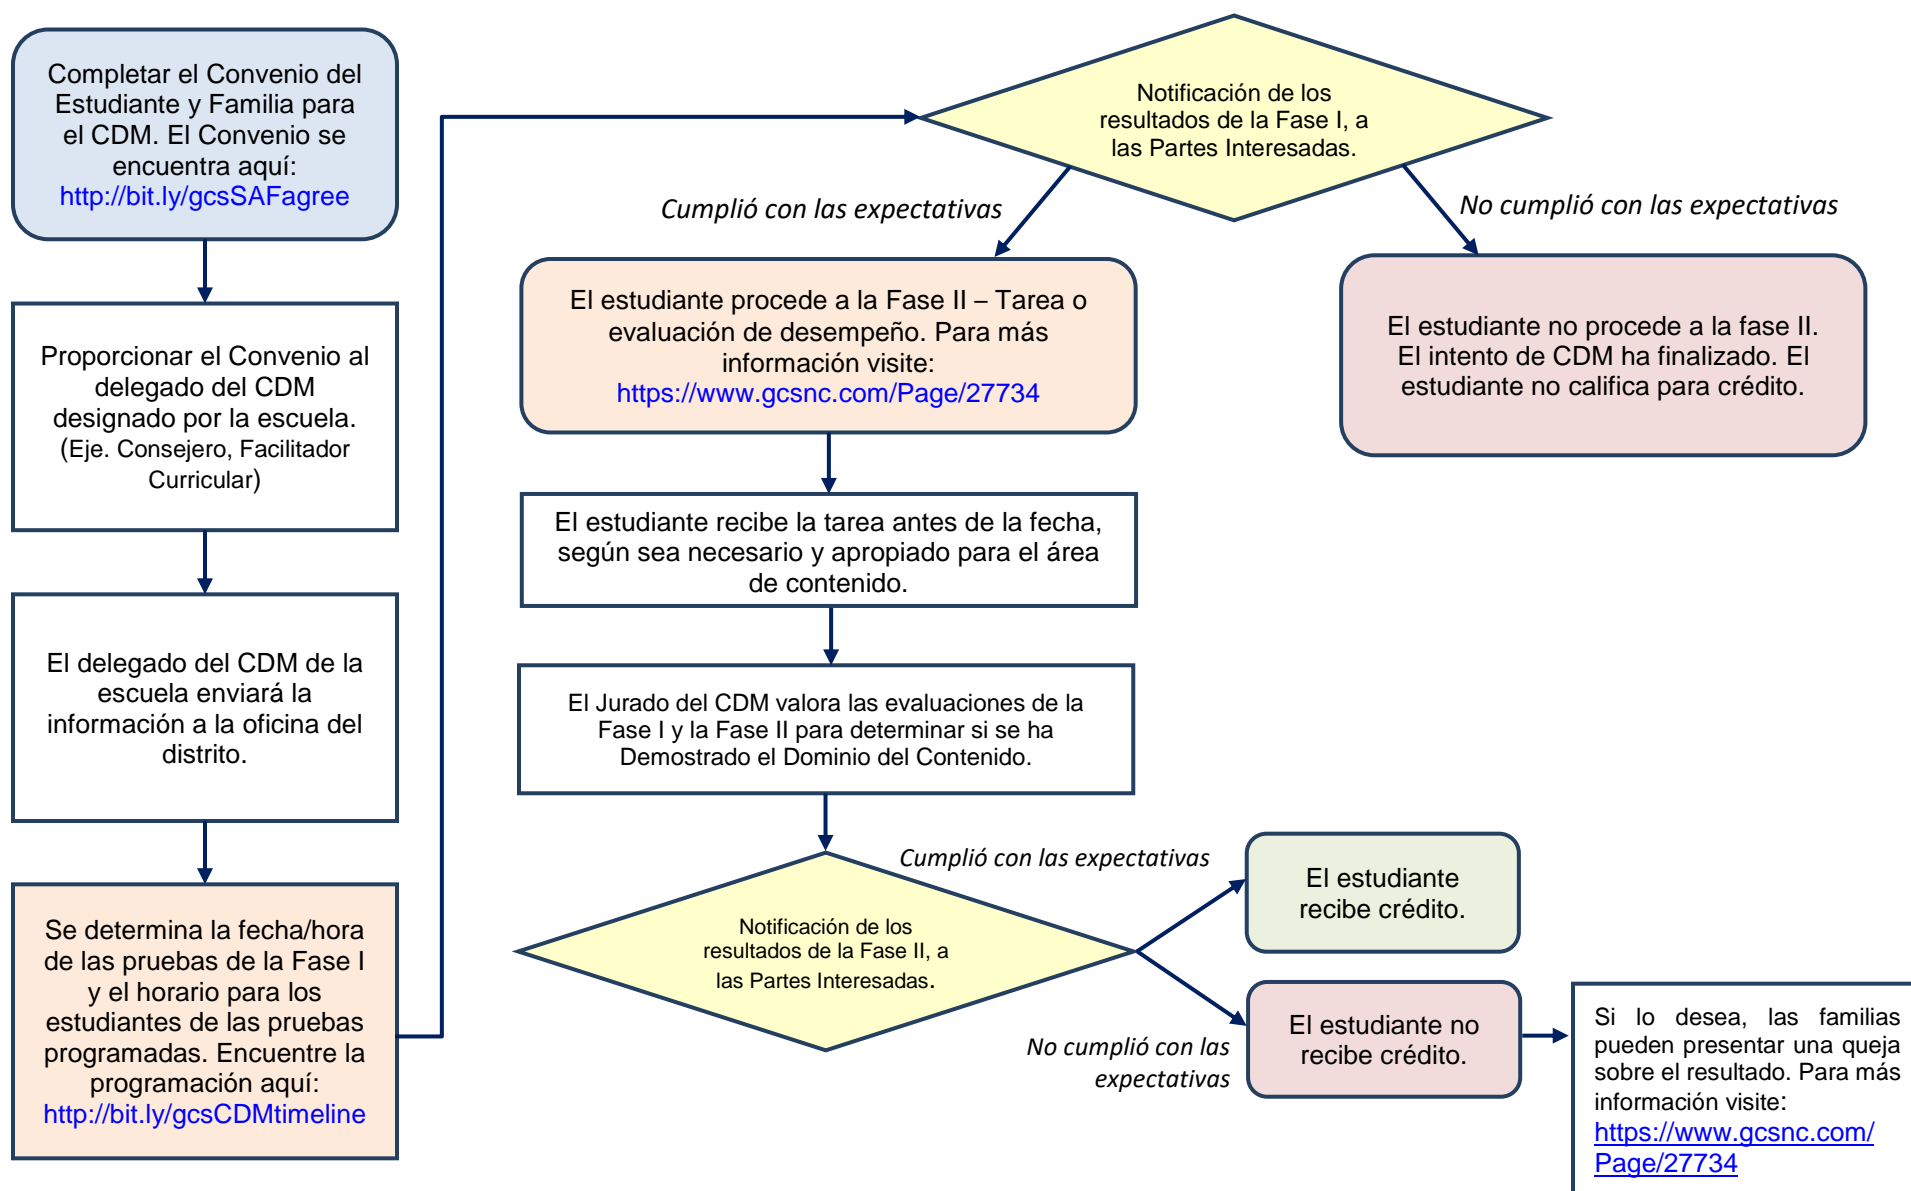 Completar el Convenio del
Estudiante y Familia para
el CDM. El Convenio se
encuentra aquí:
http://bit.ly/gcsSAFagree
Proporcionar el Convenio al
delegado del CDM
designado por la escuela.
(Eje. Consejero, Facilitador
Curricular)
El delegado del CDM de la
escuela enviará la
información a la oficina del
distrito.
Se determina la fecha/hora
de las pruebas de la Fase I
y el horario para los
estudiantes de las pruebas
programadas. Encuentre la
programación aquí:
http://bit.ly/gcsCDMtimeline
Notificación de los
resultados de la Fase I, a
las Partes Interesadas.
Cumplió con las expectativas
No cumplió con las expectativas
El estudiante procede a la Fase II – Tarea o
evaluación de desempeño. Para más
información visite:
https://www.gcsnc.com/Page/27734
El estudiante no procede a la fase II.
El intento de CDM ha finalizado. El
estudiante no califica para crédito.
El estudiante recibe la tarea antes de la fecha,
según sea necesario y apropiado para el área
de contenido.
El Jurado del CDM valora las evaluaciones de la
Fase I y la Fase II para determinar si se ha
Demostrado el Dominio del Contenido.
Notificación de los
resultados de la Fase II, a
las Partes Interesadas.
Cumplió con las expectativas
El estudiante
recibe crédito.
No cumplió con las
expectativas
El estudiante no
recibe crédito.
Si lo desea, las familias
pueden presentar una queja
sobre el resultado. Para más
información visite:
https://www.gcsnc.com/
Page/27734